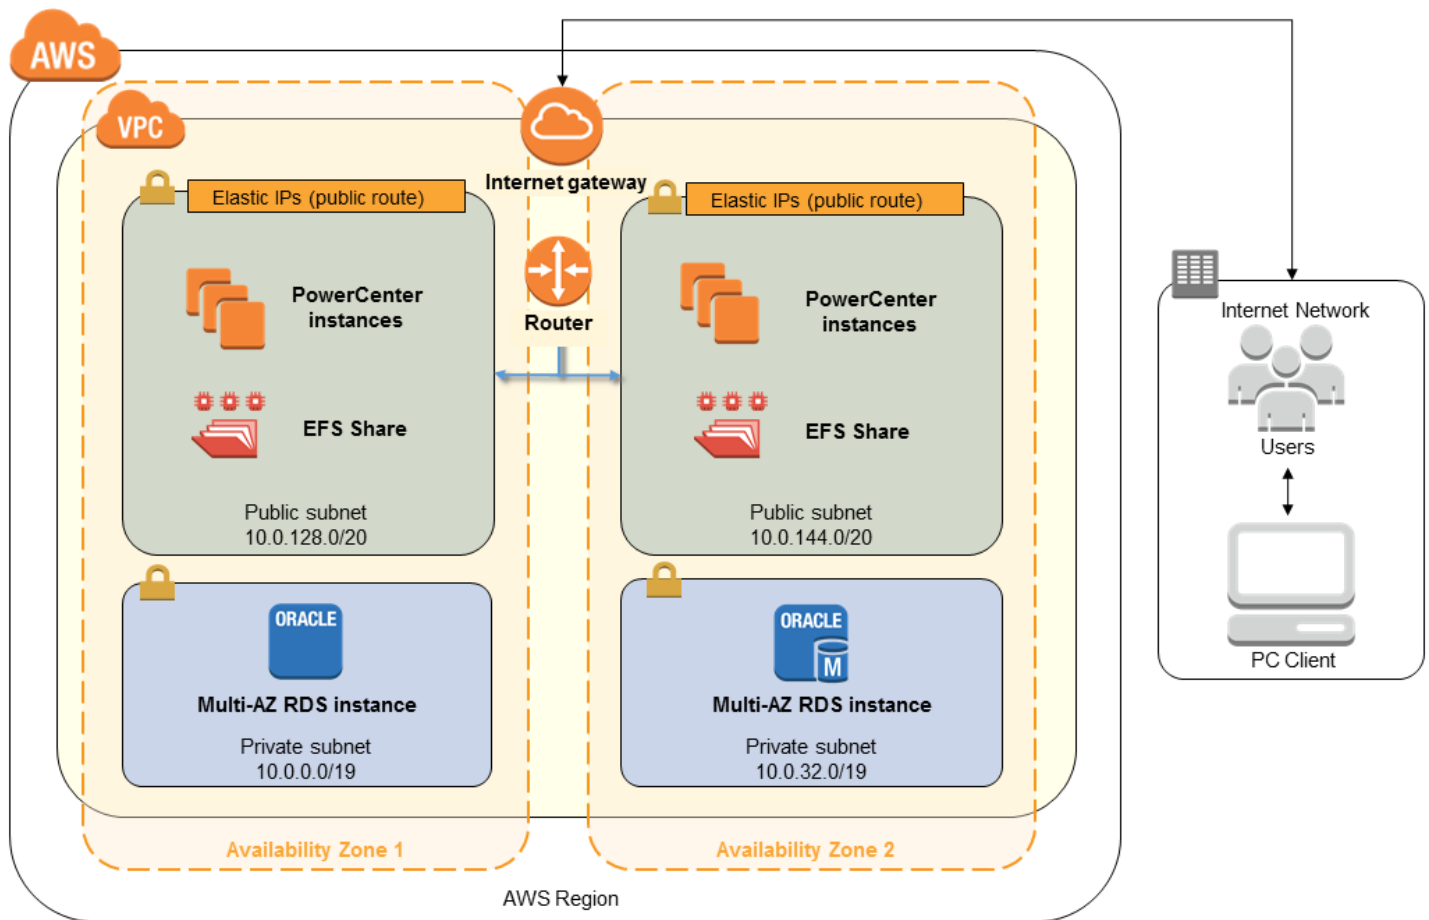 AWS
VPC
Internet gateway
Elastic IPs (public route)
Elastic IPs (public route)
PowerCenter
instances
Router
PowerCenter
instances
EFS Share
EFS Share
Public subnet
10.0.128.0/20
Public subnet
10.0.144.0/20
ORACLE
Multi-AZ RDS instance
Private subnet
10.0.0.0/19
ORACLE
M
Multi-AZ RDS instance
Private subnet
10.0.32.0/19
Availability Zone 1
Availability Zone 2
AWS Region
Internet Network
Users
PC Client